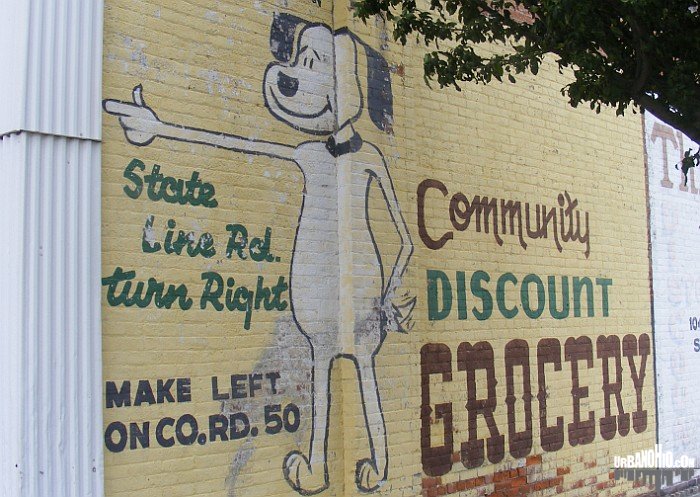 State
Line Rd.
turn Right
MAKE LEFT
ON CO. RD. 50
Community
DISCOUNT
GROCERY
URBANOHIO.COM